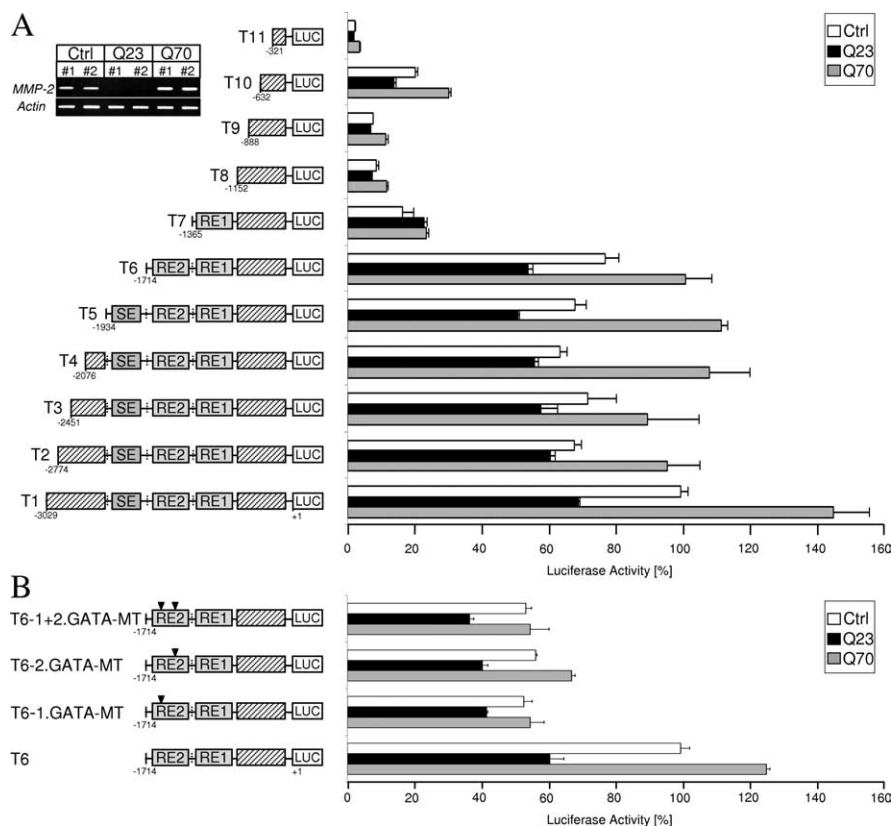 A
Ctrl Q23 Q70
#1 #2 #1 #2 #1 #2
MMP-2
Actin
T11 -321 LUC
T10 -632 LUC
T9 -888 LUC
T8 -1152 LUC
T7 -1365 RE1 LUC
T6 -1714 RE2 RE1 LUC
T5 -1934 SE RE2 RE1 LUC
T4 -2076 SE RE2 RE1 LUC
T3 -2451 SE RE2 RE1 LUC
T2 -2774 SE RE2 RE1 LUC
T1 -3029 SE RE2 RE1 LUC +1
Ctrl
Q23
Q70
0 20 40 60 80 100 120 140 160
Luciferase Activity [%]
B
T6-1+2.GATA-MT -1714 RE2 RE1 LUC
T6-2.GATA-MT -1714 RE2 RE1 LUC
T6-1.GATA-MT -1714 RE2 RE1 LUC
T6 -1714 RE2 RE1 LUC +1
Ctrl
Q23
Q70
0 20 40 60 80 100 120 140 160
Luciferase Activity [%]